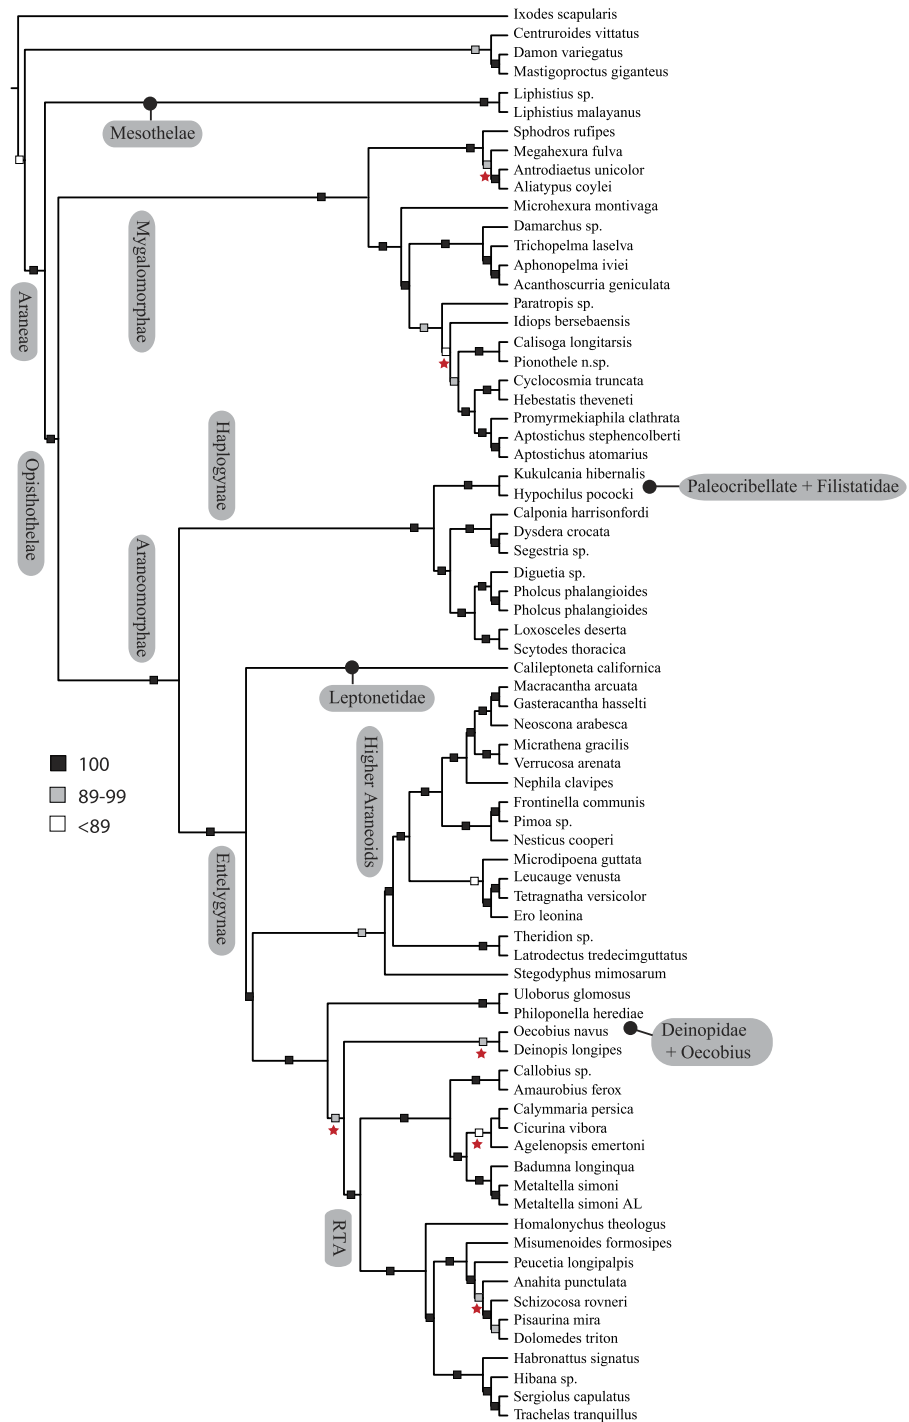 Ixodes scapularis
Centruroides vittatus
Damon variegatus
Mastigoproctus giganteus
Liphistius sp.
Liphistius malayanus
Mesothelae
Sphodros rufipes
Megahexura fulva
Antrodiaetus unicolor
Aliatypus coylei
Microhexura montivaga
Mygalomorphae
Damarchus sp.
Trichopelma laselva
Aphonopelma iviei
Acanthoscurria geniculata
Araneae
Paratropis sp.
Idiops bersebaensis
Calisoga longitarsis
Pionothele n.sp.
Cyclocosmia truncata
Hebestatis theveneti
Promyrmekiaphila clathrata
Aptostichus stephencolberti
Aptostichus atomarius
Haplogynae
Opisthothelae
Kukulcania hibernalis
Hypochilus pococki
Paleocribellate + Filistatidae
Calponia harrisonfordi
Dysdera crocata
Segestria sp.
Araneomorphae
Diguetia sp.
Pholcus phalangioides
Pholcus phalangioides
Loxosceles deserta
Scytodes thoracica
Calileptoneta californica
Leptonetidae
Macracantha arcuata
Gasteracantha hasselti
Neoscona arabesca
Micrathena gracilis
Verrucosa arenata
Nephila clavipes
Higher Araneoids
100
89-99
<89
Frontinella communis
Pimoa sp.
Nesticus cooperi
Microdipoena guttata
Leucauge venusta
Tetragnatha versicolor
Ero leonina
Entelygynae
Theridion sp.
Latrodectus tredecimguttatus
Stegodyphus mimosarum
Uloborus glomosus
Philoponella herediae
Oecobius navus
Deinopis longipes
Deinopidae
+ Oecobius
Callobius sp.
Amaurobius ferox
Calymmaria persica
Cicurina vibora
Agelenopsis emertoni
Badumna longinqua
Metaltella simoni
Metaltella simoni AL
RTA
Homalonychus theologus
Misumenoides formosipes
Peucetia longipalpis
Anahita punctulata
Schizocosa rovneri
Pisaurina mira
Dolomedes triton
Habronattus signatus
Hibana sp.
Sergiolus capulatus
Trachelas tranquillus